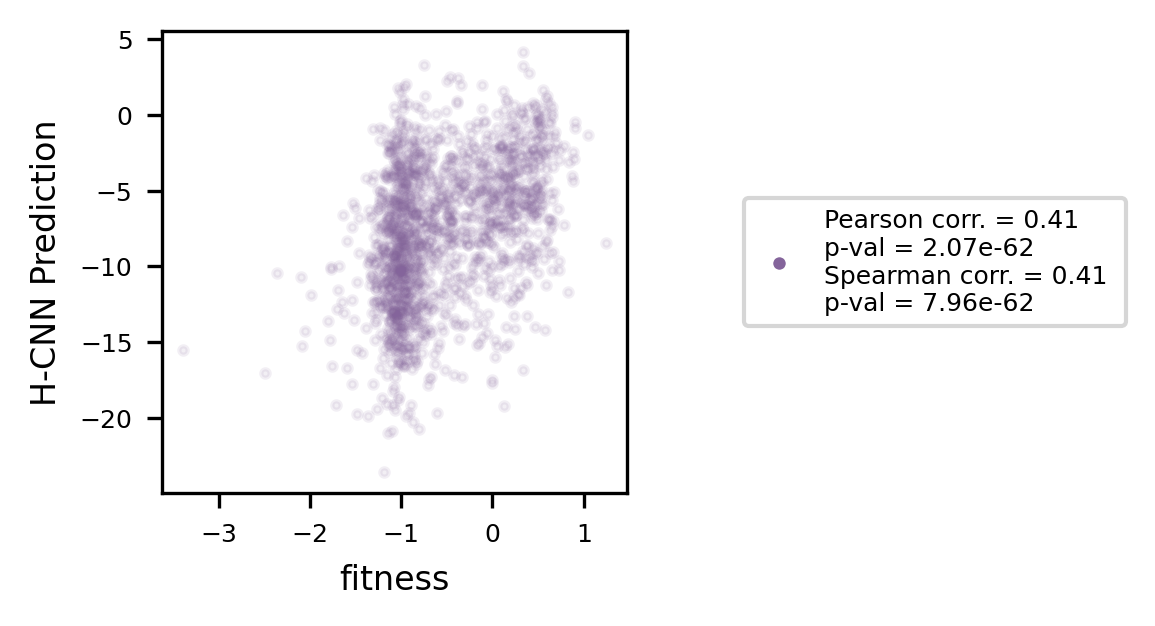 5
0
−5
−10
−15
−20
H-CNN Prediction
−3
−2
−1
0
1
fitness
Pearson corr. = 0.41
p-val = 2.07e-62
Spearman corr. = 0.41
p-val = 7.96e-62